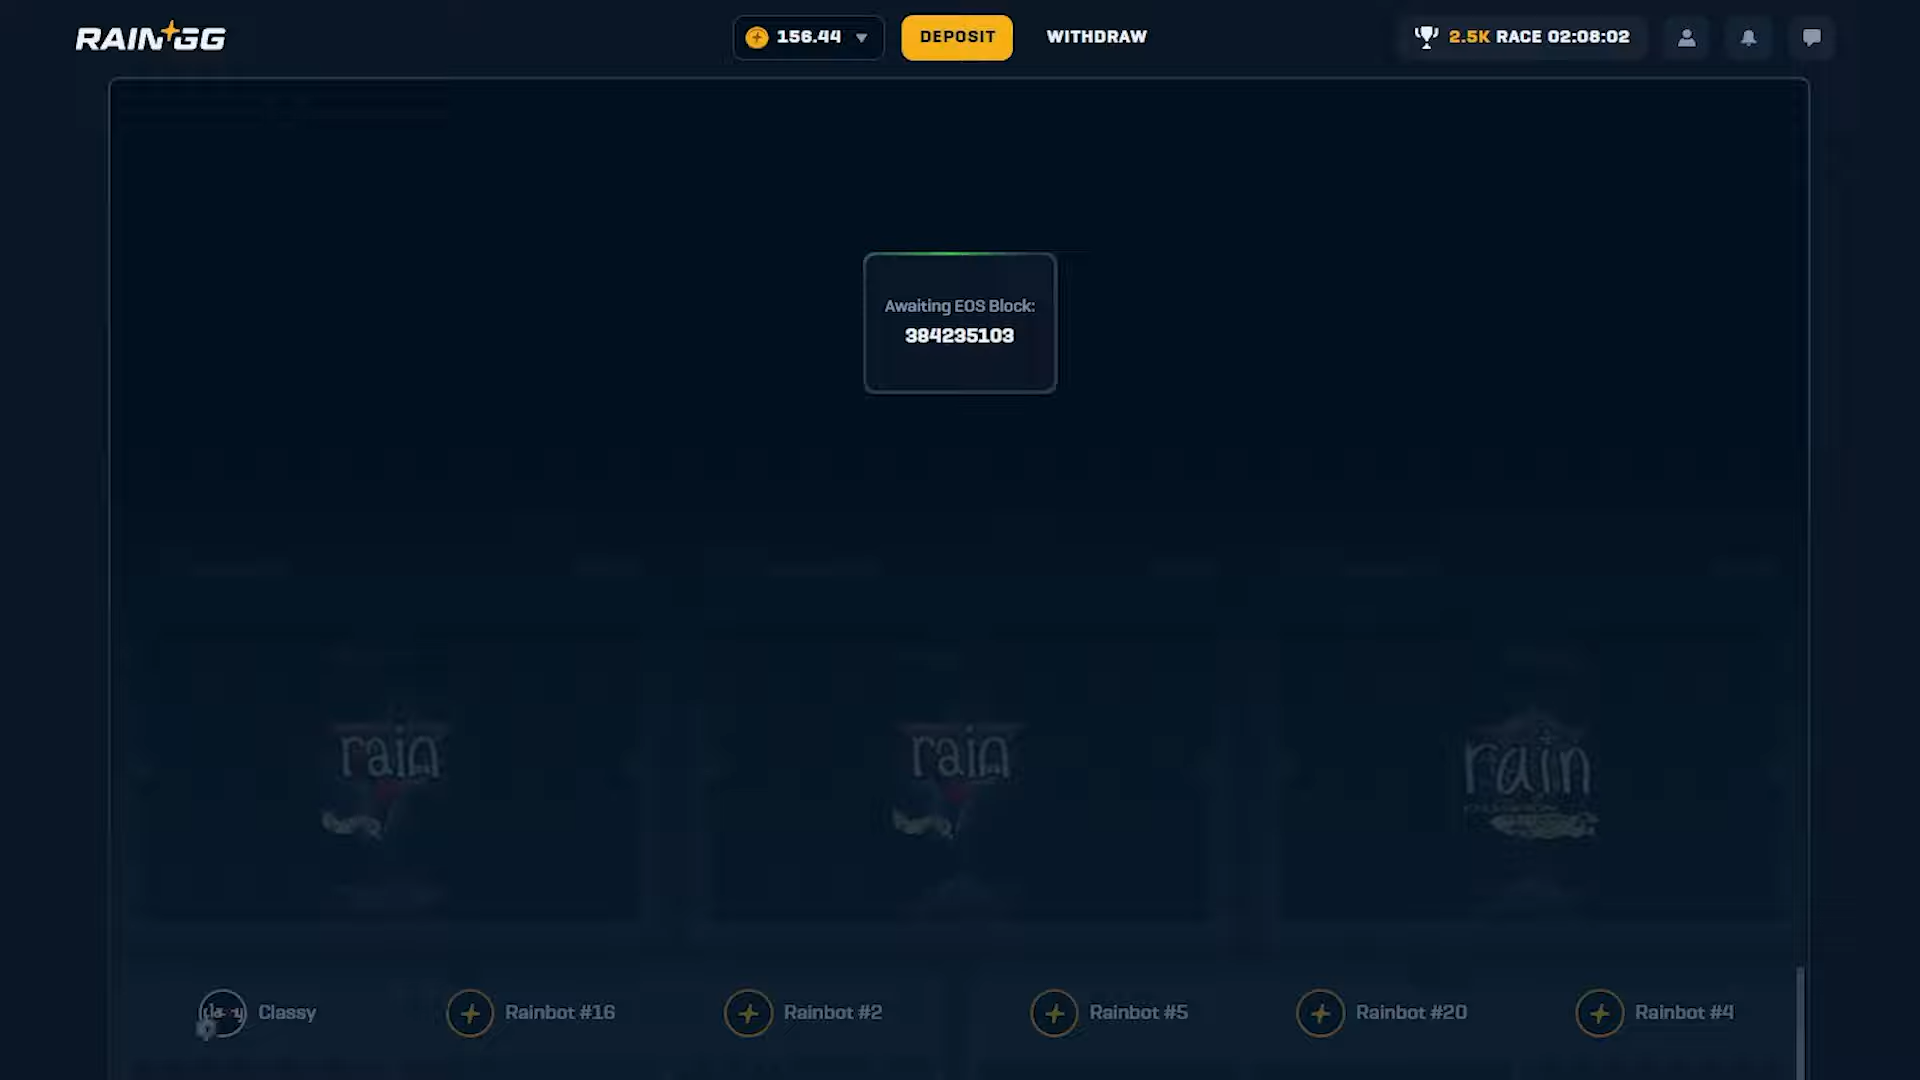 RAIN GG
156.44
DEPOSIT
WITHDRAW
2.5K RACE 02:08:02
Awaiting EOS Block:
384235103
rain
rain
rain
Classy
Rainbot #16
Rainbot #2
Rainbot #5
Rainbot #20
Rainbot #4